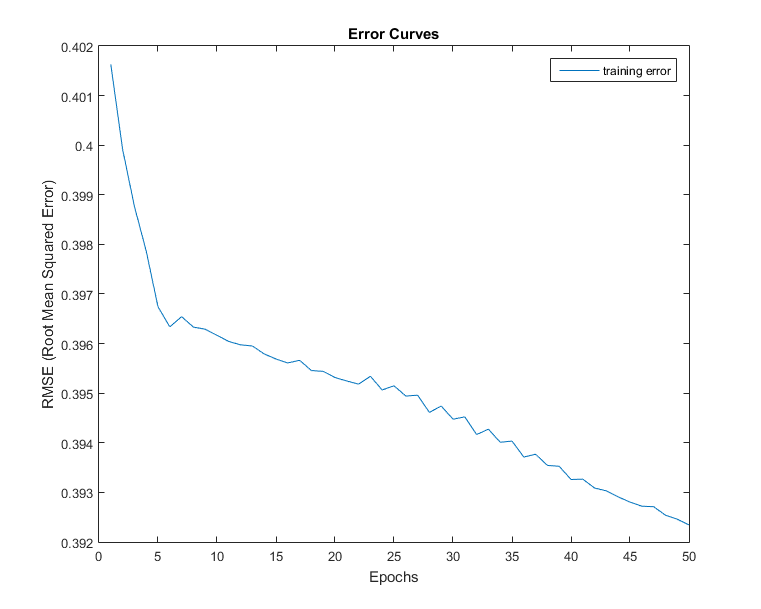 Error Curves
training error
0.402
0.401
0.4
0.399
0.398
0.397
0.396
0.395
0.394
0.393
0.392
RMSE (Root Mean Squared Error)
0 5 10 15 20 25 30 35 40 45 50
Epochs